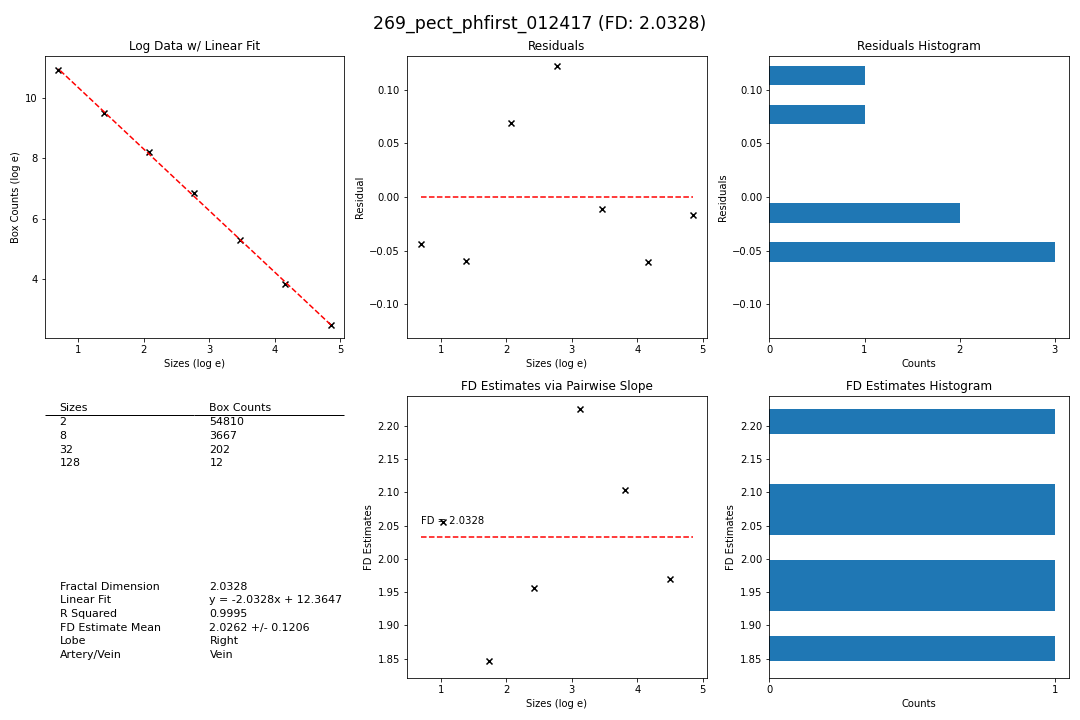 269_pect_phfirst_012417 (FD: 2.0328)
Log Data w/ Linear Fit
Box Counts (log e)
10
8
6
4
1 2 3 4 5
Sizes (log e)
Residuals
Residual
0.10
0.05
0.00
−0.05
−0.10
1 2 3 4 5
Sizes (log e)
Residuals Histogram
Residuals
0.10
0.05
0.00
−0.05
−0.10
0 1 2 3
Counts
Sizes Box Counts
2 54810
8 3667
32 202
128 12
Fractal Dimension 2.0328
Linear Fit y = -2.0328x + 12.3647
R Squared 0.9995
FD Estimate Mean 2.0262 +/- 0.1206
Lobe Right
Artery/Vein Vein
FD Estimates via Pairwise Slope
FD Estimates
2.20
2.15
2.10
2.05
2.00
1.95
1.90
1.85
FD = 2.0328
1 2 3 4 5
Sizes (log e)
FD Estimates Histogram
FD Estimates
2.20
2.15
2.10
2.05
2.00
1.95
1.90
1.85
0 1
Counts